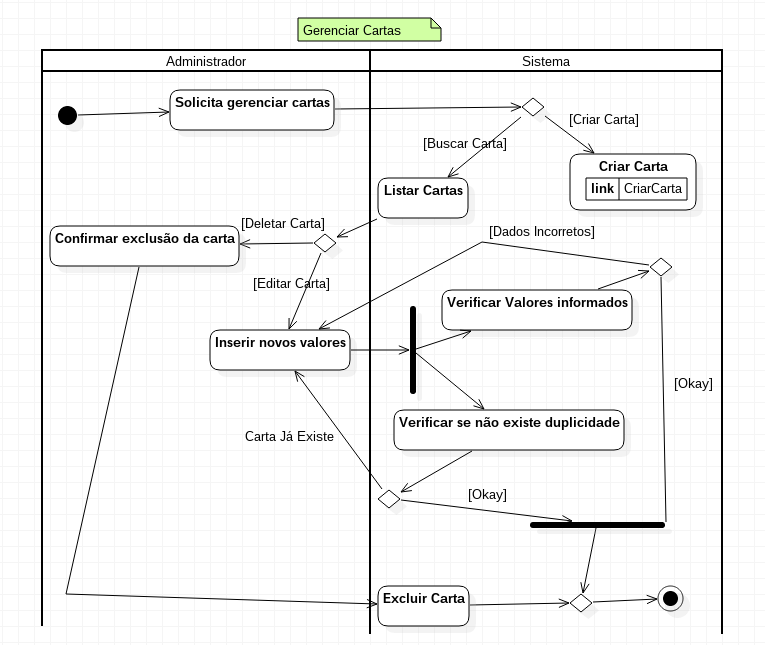 Gerenciar Cartas
Administrador
Sistema
Solicita gerenciar cartas
[Criar Carta]
[Buscar Carta]
Criar Carta
link CriarCarta
Listar Cartas
[Deletar Carta]
[Dados Incorretos]
Confirmar exclusão da carta
[Editar Carta]
Verificar Valores informados
Inserir novos valores
[Okay]
Verificar se não existe duplicidade
Carta Já Existe
[Okay]
Excluir Carta